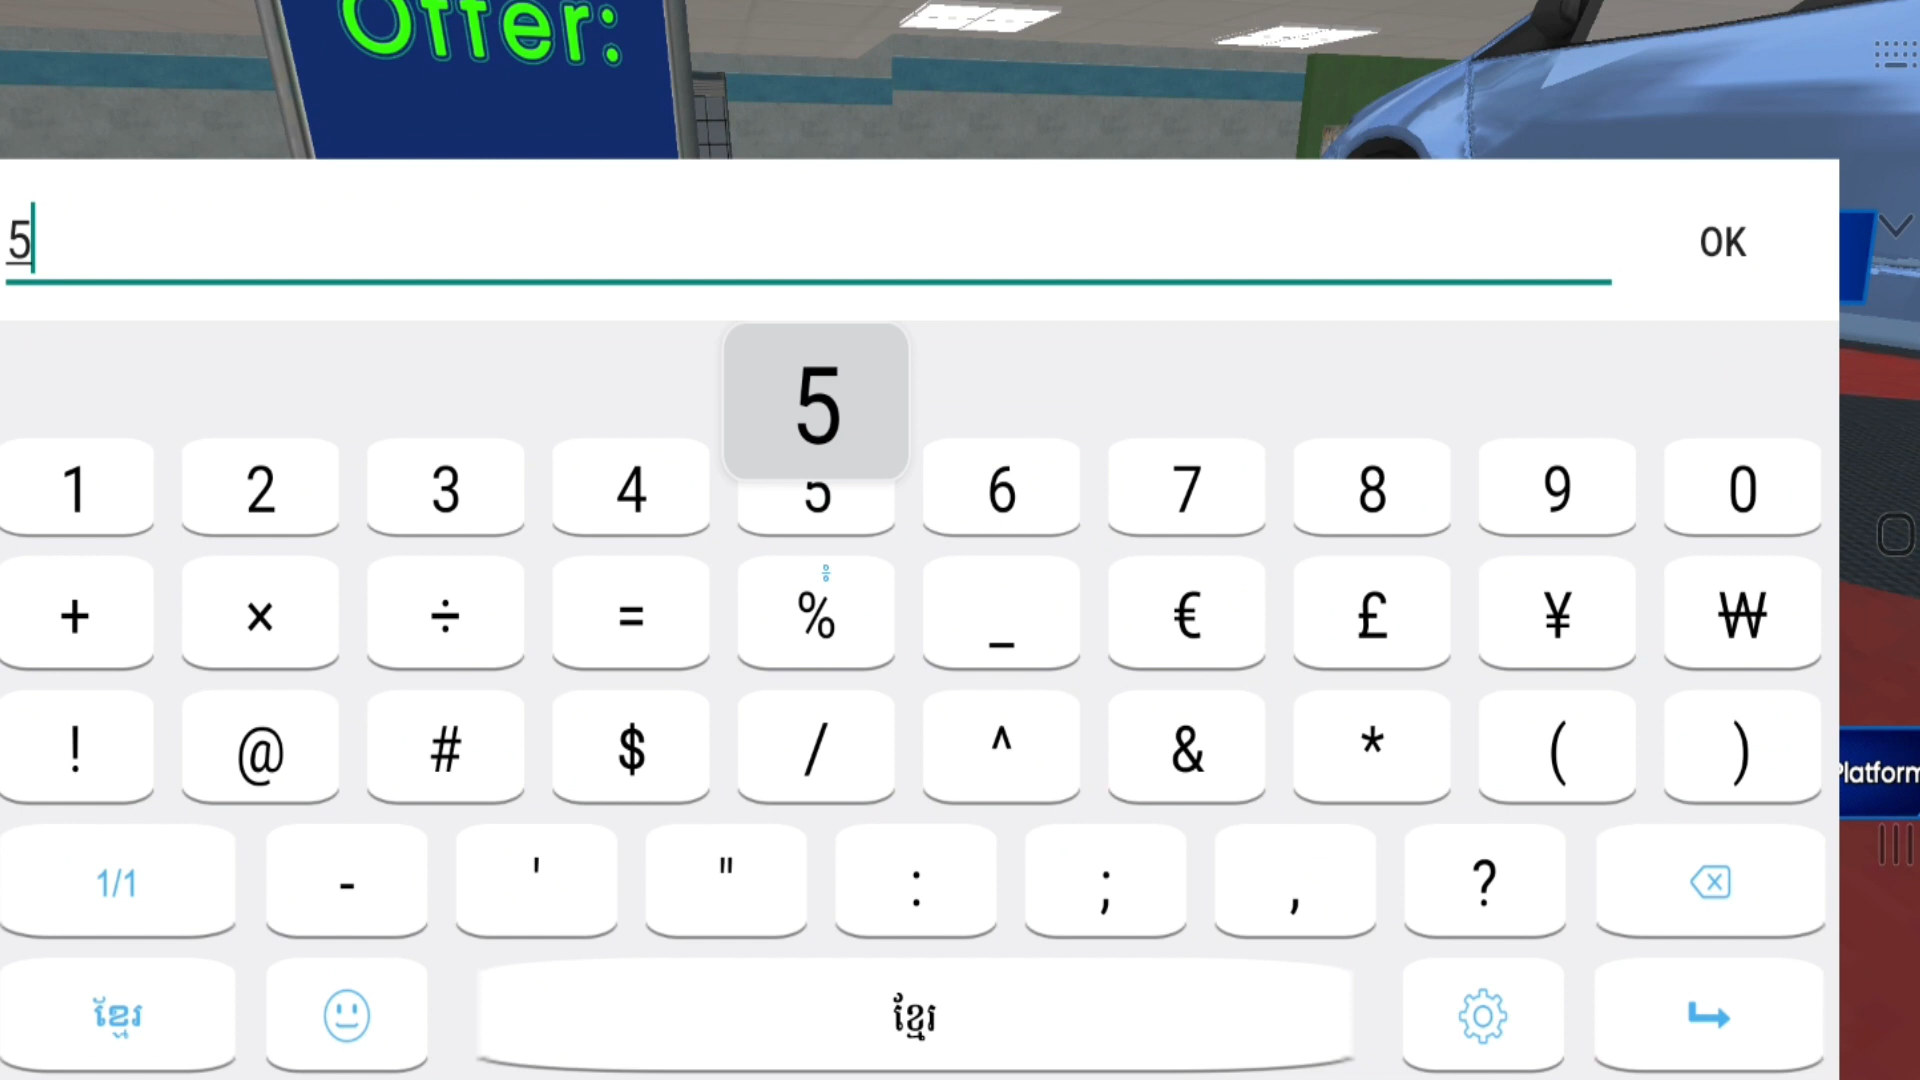 Offer:
5
OK
5
1 2 3 4 5 6 7 8 9 0
+ × ÷ = % _ € £ ¥ ₩
! @ # $ / ^ & * ( )
1/1 - ' " : ; , ?
ខ្មែរ ខ្មែរ
Platform